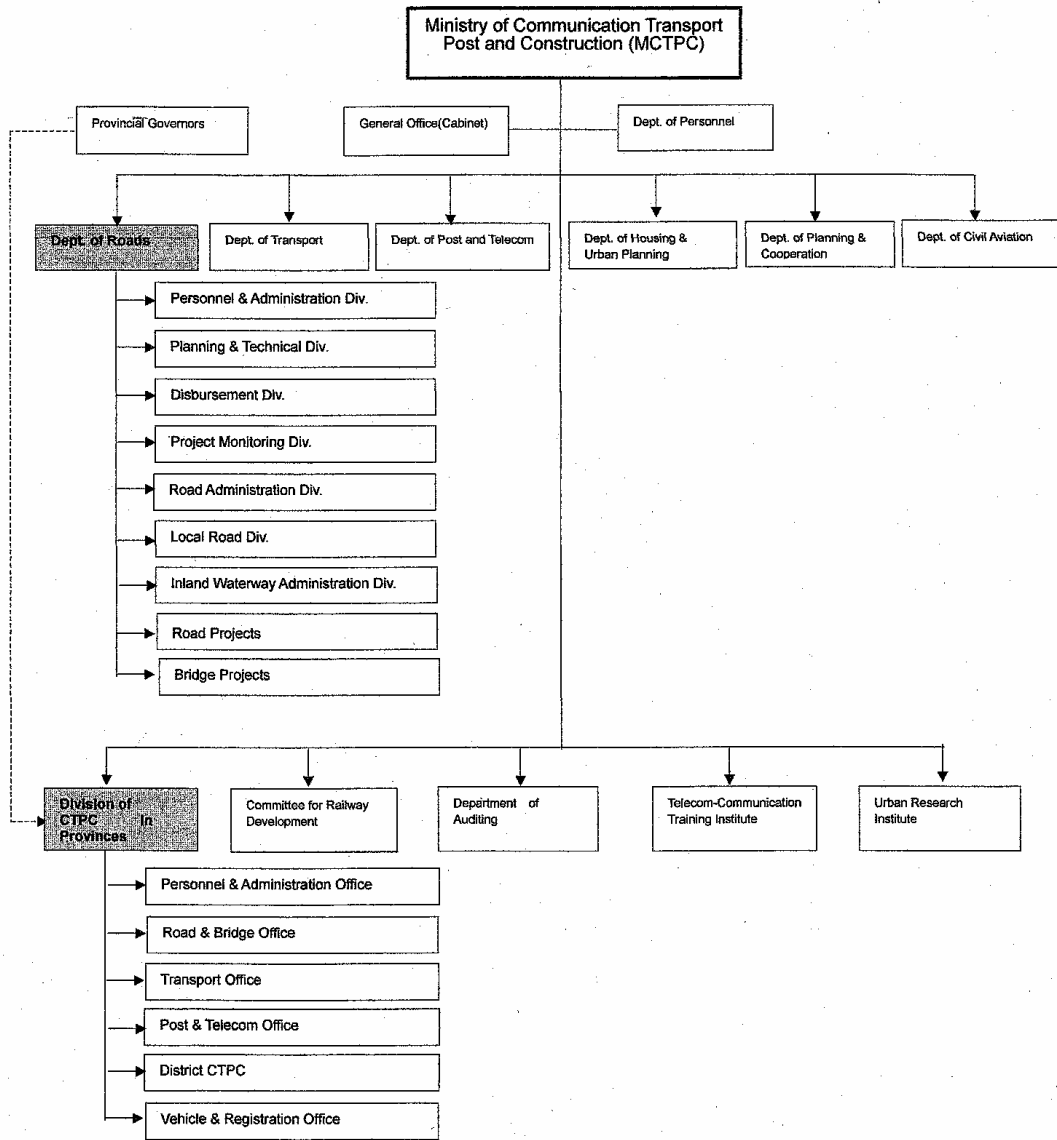 Ministry of Communication Transport
Post and Construction (MCTPC)
Provincial Governors
General Office(Cabinet)
Dept. of Personnel
Dept. of Roads
Dept. of Transport
Dept. of Post and Telecom
Dept. of Housing &
Urban Planning
Dept. of Planning &
Cooperation
Dept. of Civil Aviation
Personnel & Administration Div.
Planning & Technical Div.
Disbursement Div.
Project Monitoring Div.
Road Administration Div.
Local Road Div.
Inland Waterway Administration Div.
Road Projects
Bridge Projects
Division of
CTPC In
Provinces
Committee for Railway
Development
Department of
Auditing
Telecom-Communication
Training Institute
Urban Research
Institute
Personnel & Administration Office
Road & Bridge Office
Transport Office
Post & Telecom Office
District CTPC
Vehicle & Registration Office